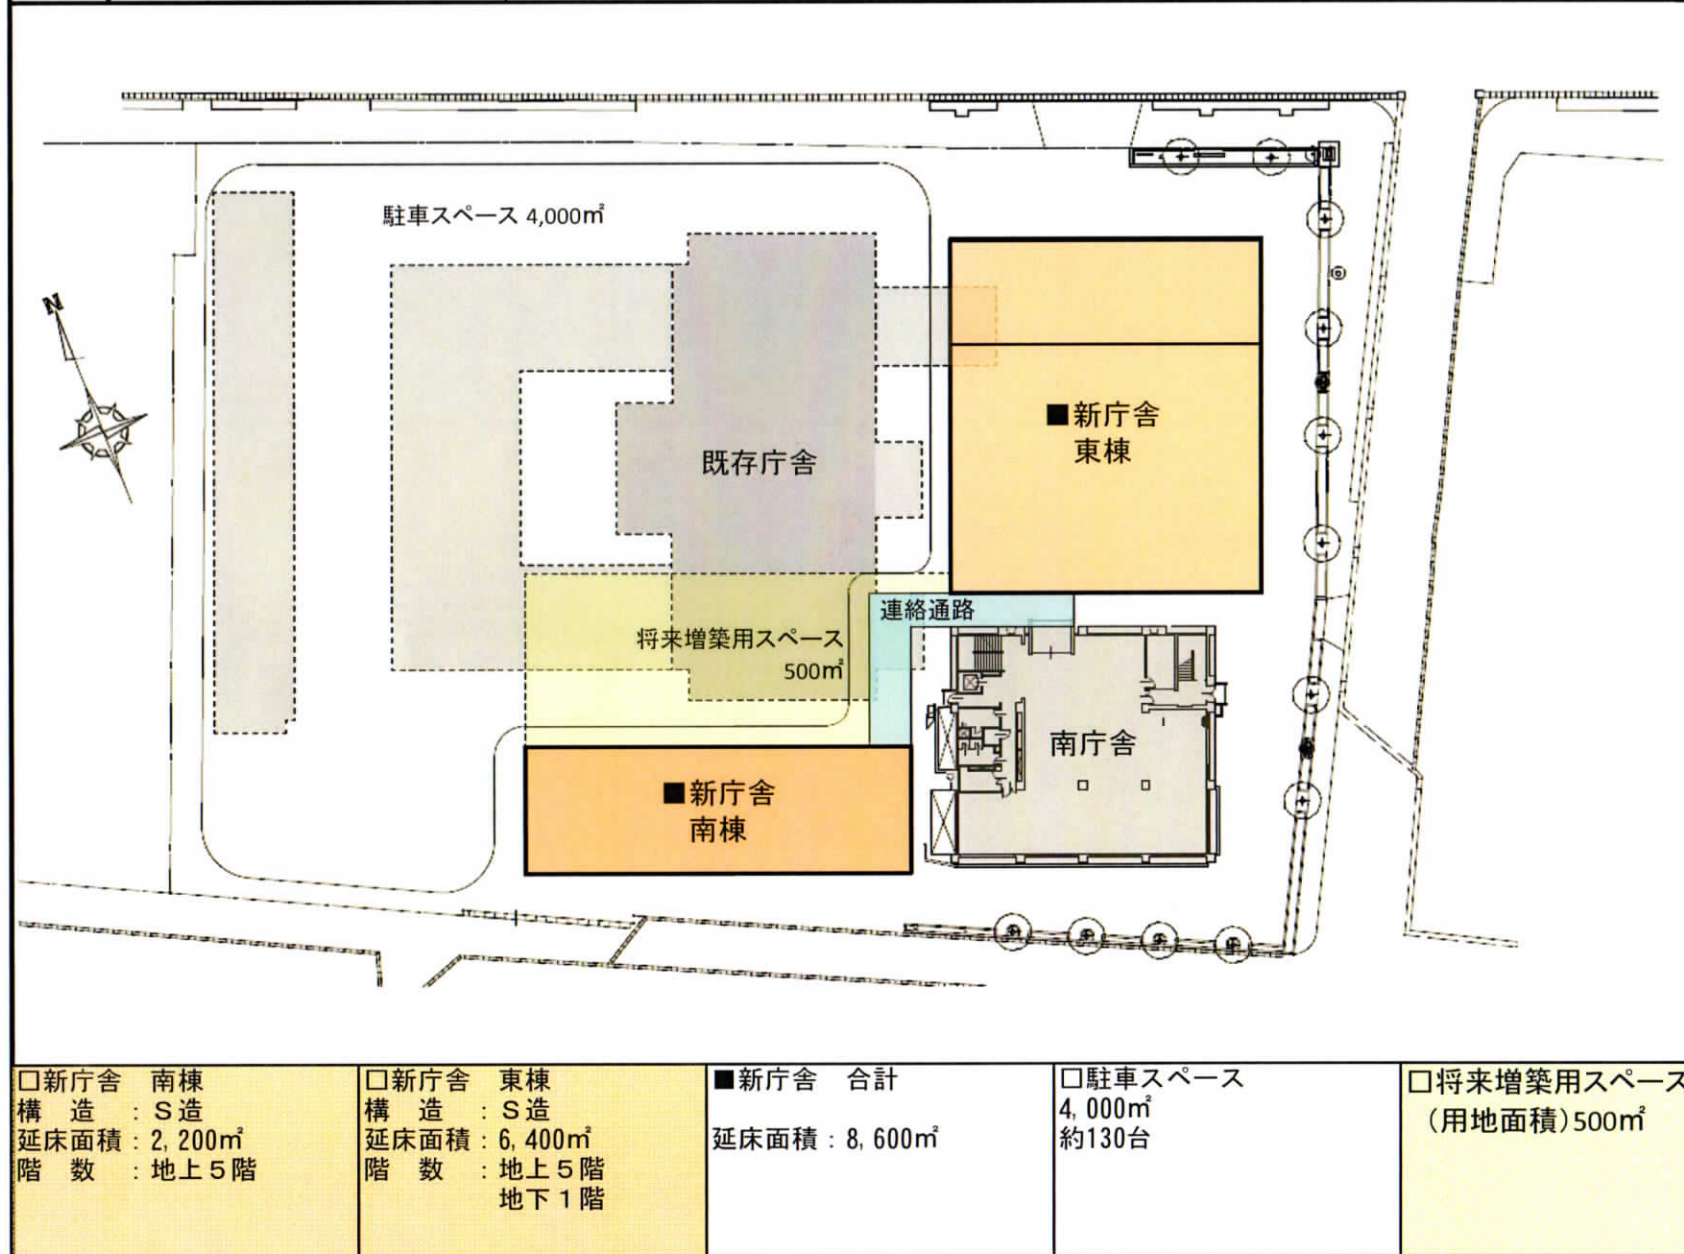 駐車スペース 4,000㎡
N
■新庁舎
東棟
既存庁舎
連絡通路
将来増築用スペース
500㎡
南庁舎
■新庁舎
南棟
□新庁舎　南棟
構　造　：Ｓ造
延床面積：2,200㎡
階　数　：地上５階
□新庁舎　東棟
構　造　：Ｓ造
延床面積：6,400㎡
階　数　：地上５階
地下１階
■新庁舎　合計
延床面積：8,600㎡
□駐車スペース
4,000㎡
約130台
□将来増築用スペース
（用地面積）500㎡